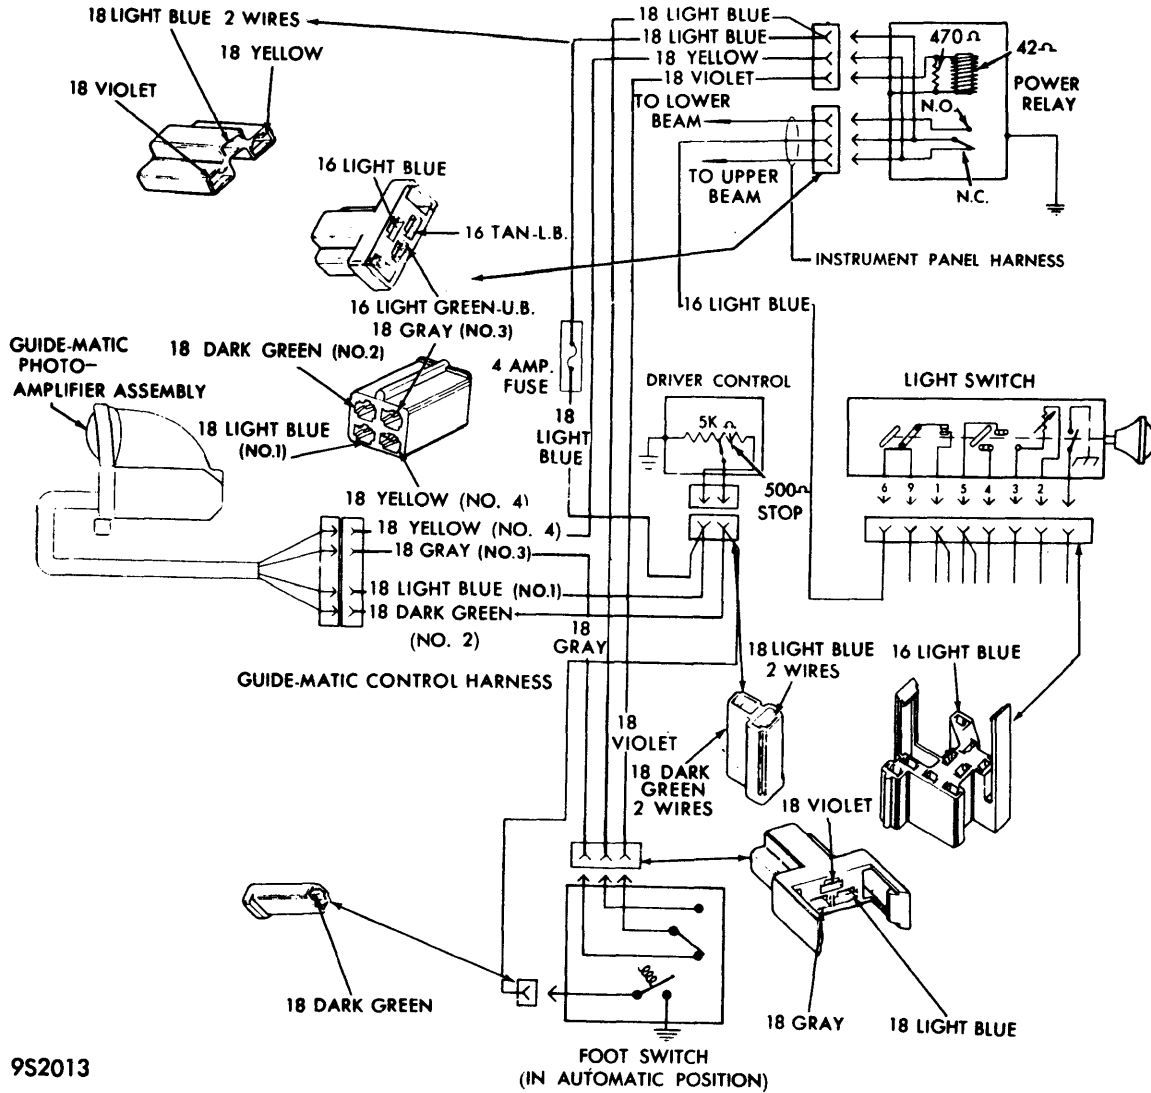 18 LIGHT BLUE 2 WIRES
18 YELLOW
18 VIOLET
18 LIGHT BLUE
18 LIGHT BLUE
18 YELLOW
18 VIOLET
TO LOWER
BEAM
TO UPPER
BEAM
470Ω
42Ω
POWER
RELAY
N.O.
N.C.
INSTRUMENT PANEL HARNESS
16 LIGHT BLUE
16 LIGHT BLUE
16 TAN-L.B.
16 LIGHT GREEN-U.B.
18 GRAY (NO.3)
18 DARK GREEN (NO.2)
18 LIGHT BLUE
(NO.1)
18 YELLOW (NO. 4)
GUIDE-MATIC
PHOTO-
AMPLIFIER ASSEMBLY
4 AMP.
FUSE
18
LIGHT
BLUE
DRIVER CONTROL
5K Ω
500Ω
STOP
LIGHT SWITCH
6 9 1 5 4 3 2
18 YELLOW (NO. 4)
18 GRAY (NO.3)
18 LIGHT BLUE (NO.1)
18 DARK GREEN
(NO. 2)
18
GRAY
GUIDE-MATIC CONTROL HARNESS
18 LIGHT BLUE
2 WIRES
16 LIGHT BLUE
18
VIOLET
18 DARK
GREEN
2 WIRES
18 VIOLET
18 DARK GREEN
18 GRAY
18 LIGHT BLUE
FOOT SWITCH
(IN AUTOMATIC POSITION)
9S2013